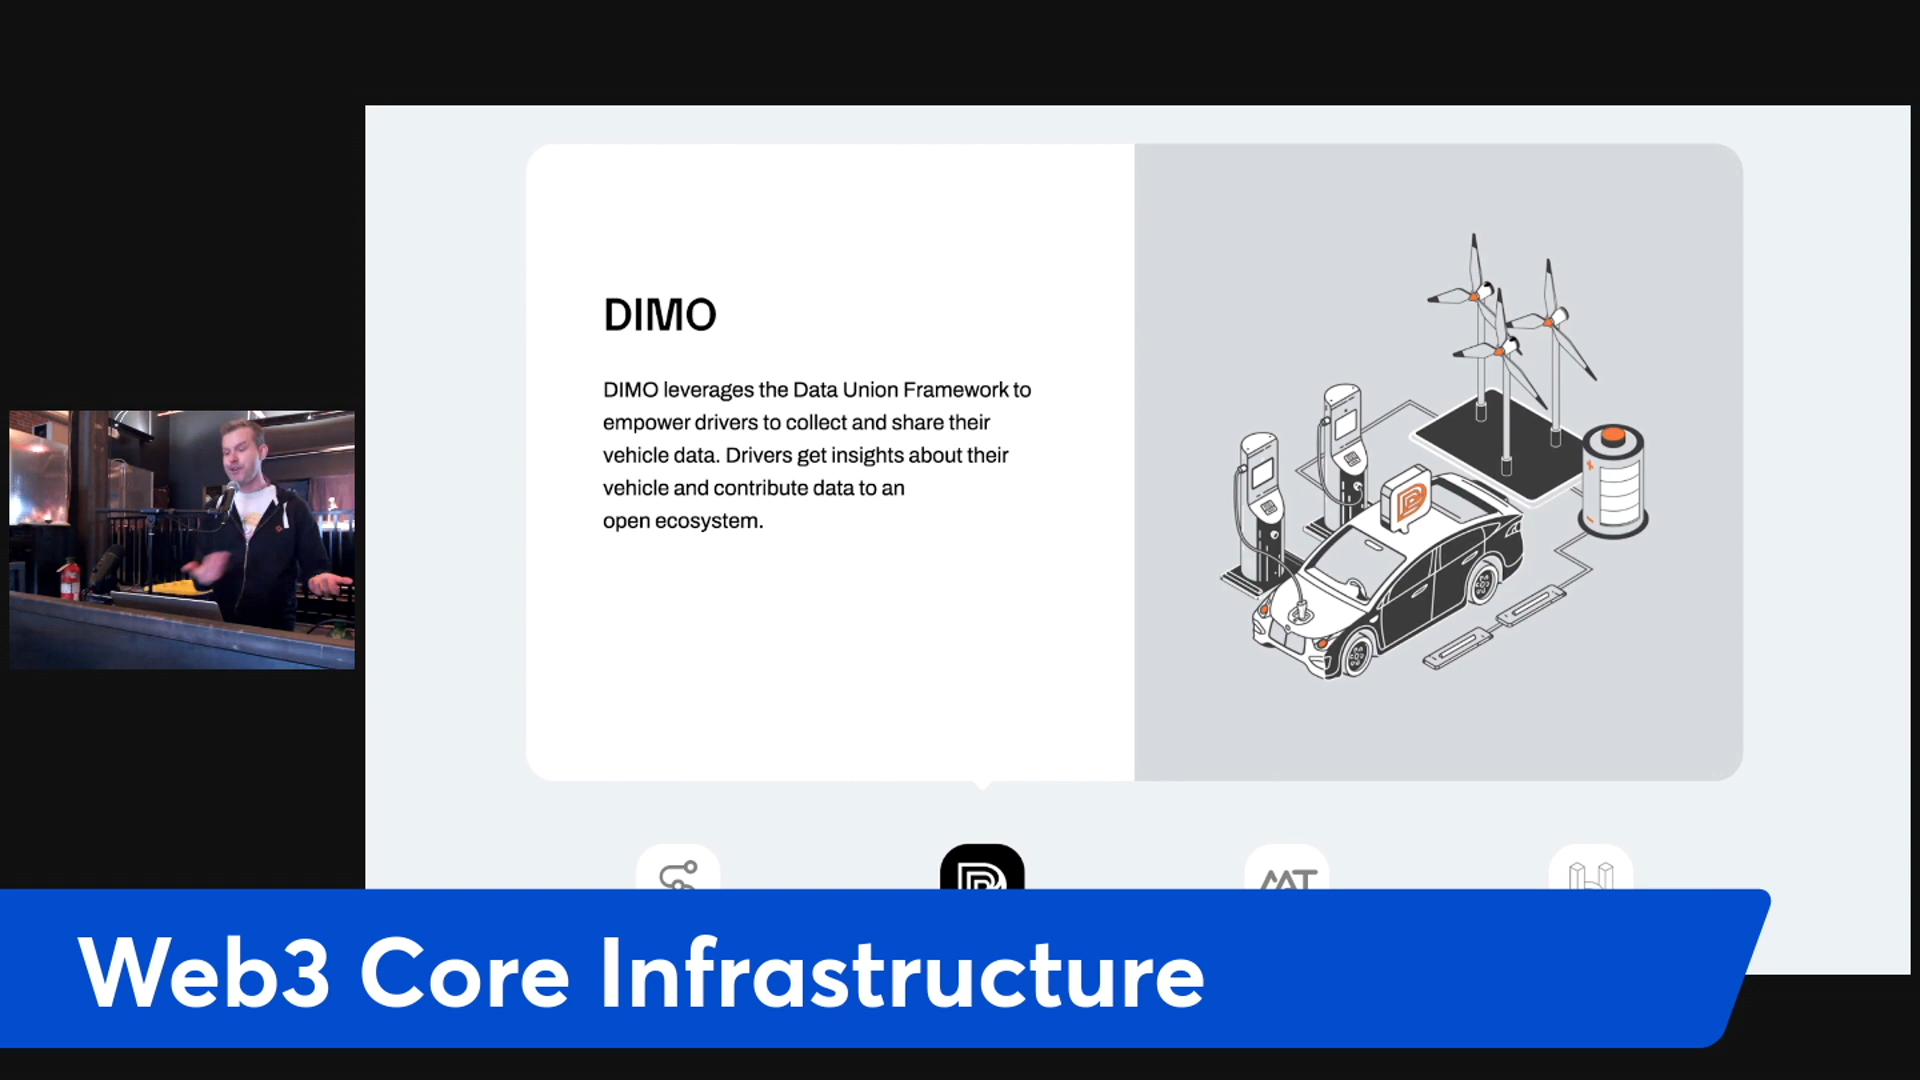 DIMO
DIMO leverages the Data Union Framework to
empower drivers to collect and share their
vehicle data. Drivers get insights about their
vehicle and contribute data to an
open ecosystem.
Web3 Core Infrastructure